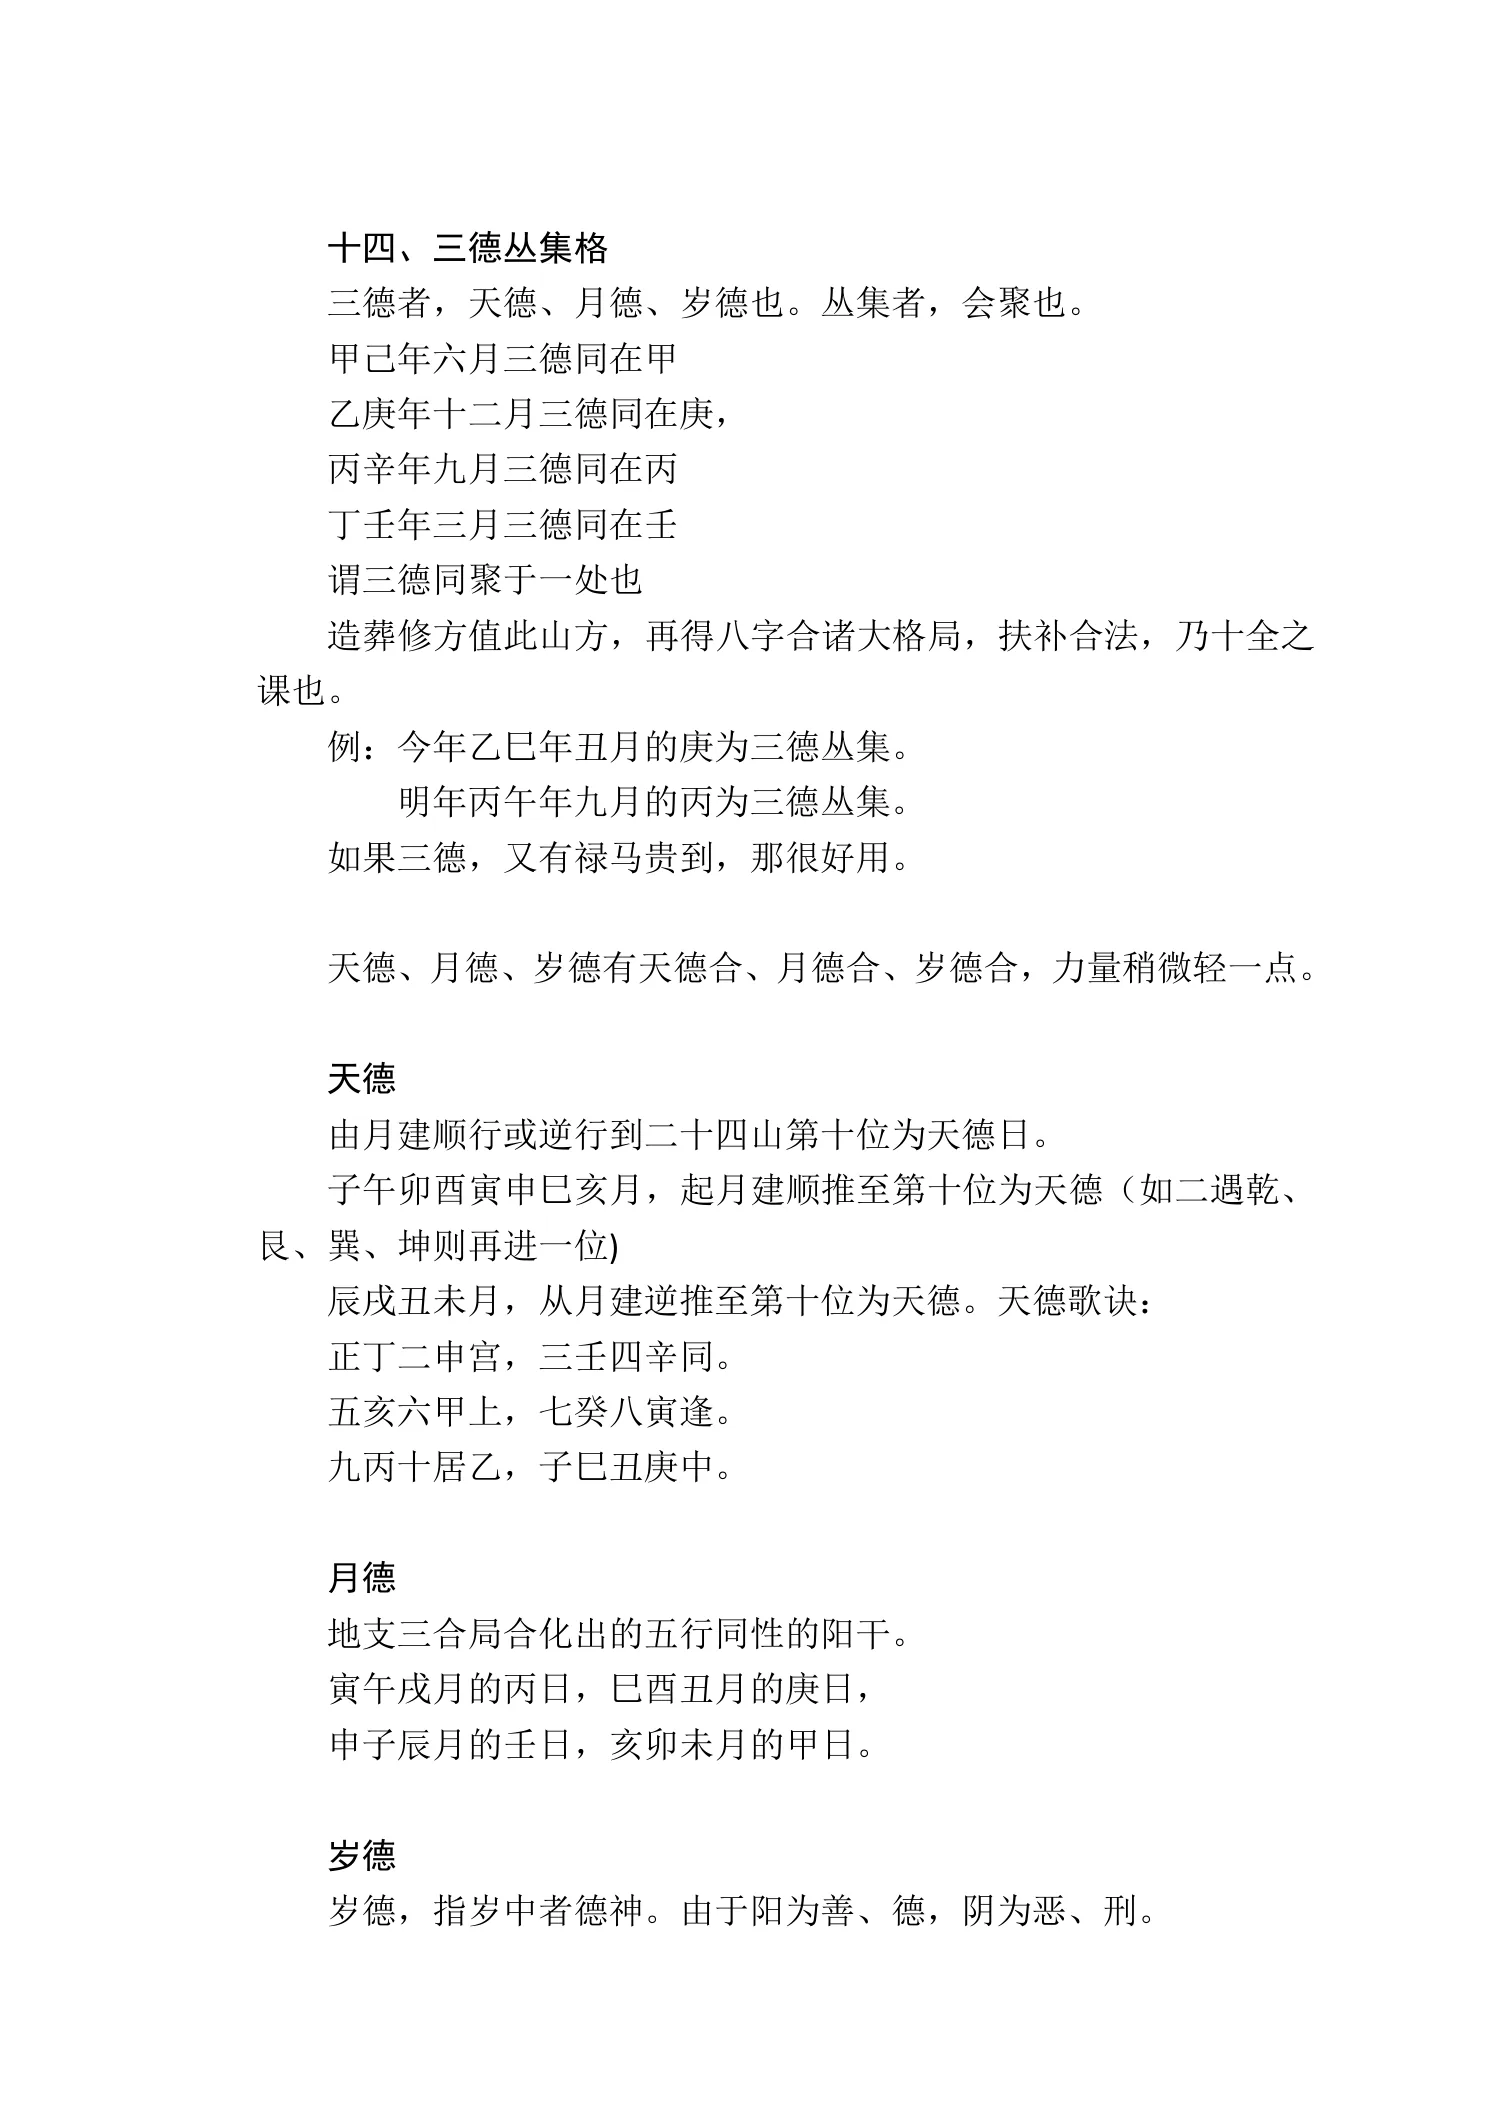 十四、三德丛集格
三德者，天德、月德、岁德也。丛集者，会聚也。
甲己年六月三德同在甲
乙庚年十二月三德同在庚，
丙辛年九月三德同在丙
丁壬年三月三德同在壬
谓三德同聚于一处也
造葬修方值此山方，再得八字合诸大格局，扶补合法，乃十全之
课也。
例：今年乙巳年丑月的庚为三德丛集。
明年丙午年九月的丙为三德丛集。
如果三德，又有禄马贵到，那很好用。
天德、月德、岁德有天德合、月德合、岁德合，力量稍微轻一点。
天德
由月建顺行或逆行到二十四山第十位为天德日。
子午卯酉寅申巳亥月，起月建顺推至第十位为天德（如二遇乾、
艮、巽、坤则再进一位)
辰戌丑未月，从月建逆推至第十位为天德。天德歌诀：
正丁二申宫，三壬四辛同。
五亥六甲上，七癸八寅逢。
九丙十居乙，子巳丑庚中。
月德
地支三合局合化出的五行同性的阳干。
寅午戌月的丙日，巳酉丑月的庚日，
申子辰月的壬日，亥卯未月的甲日。
岁德
岁德，指岁中者德神。由于阳为善、德，阴为恶、刑。